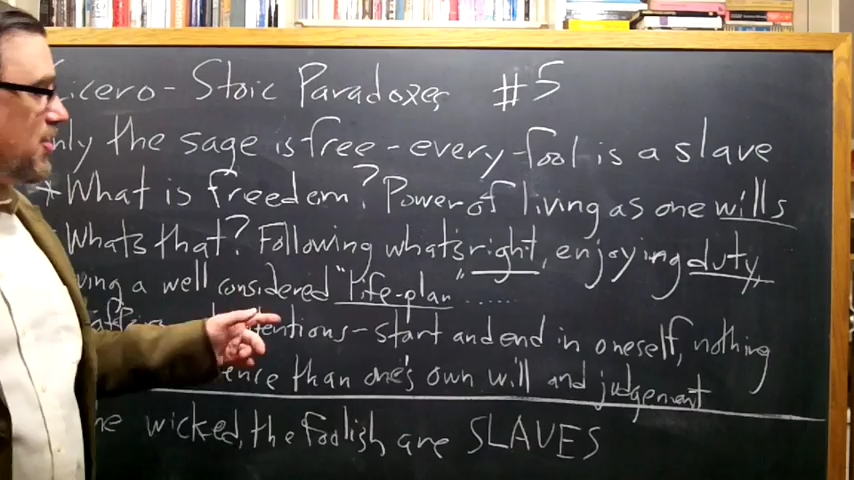 icero - Stoic Paradoxes #5
nly the sage is free - every fool is a slave
* What is freedom? Power of living as one wills
Whats that? Following what's right, enjoying duty,
ving a well considered "life-plan" ......
tentions - start and end in oneself, nothing
ence than one's own will and judgement
he wicked, the foolish are SLAVES